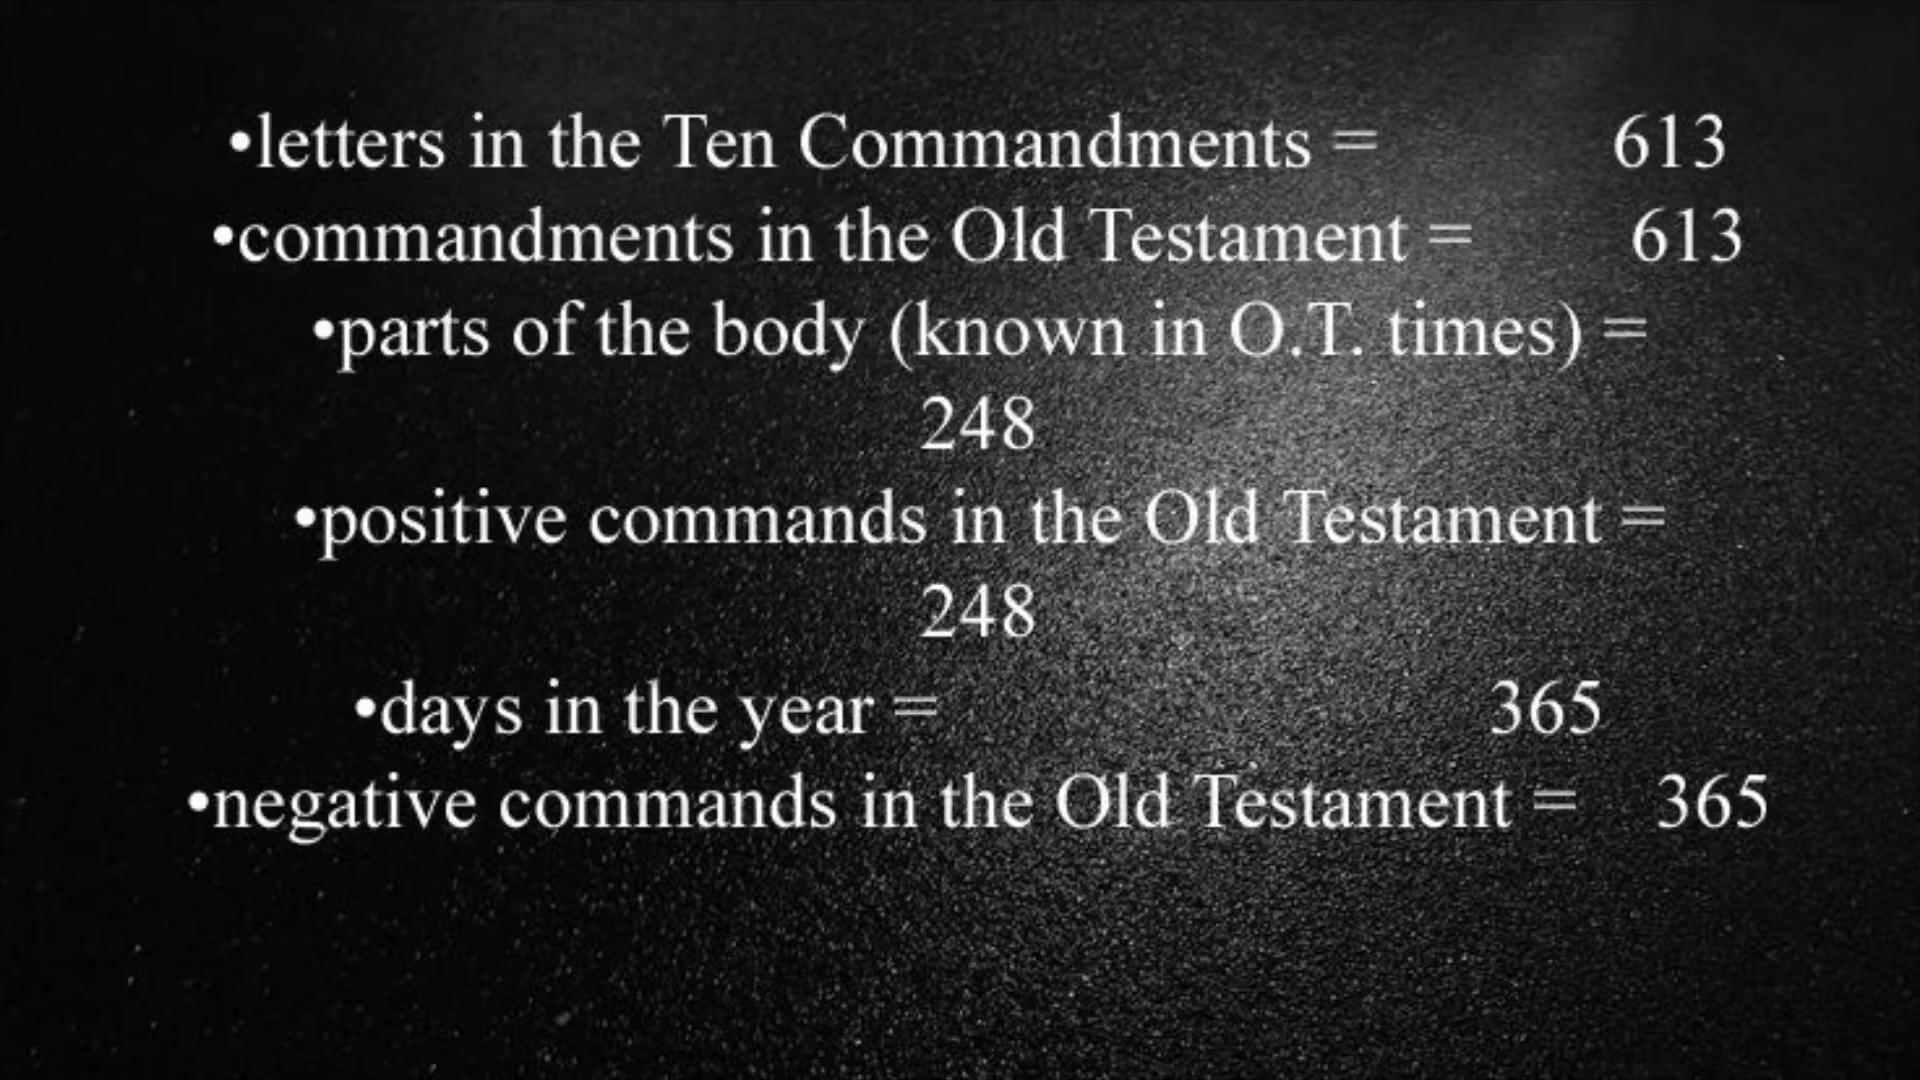 •letters in the Ten Commandments = 613
•commandments in the Old Testament = 613
•parts of the body (known in O.T. times) =
248
•positive commands in the Old Testament =
248
•days in the year = 365
•negative commands in the Old Testament = 365